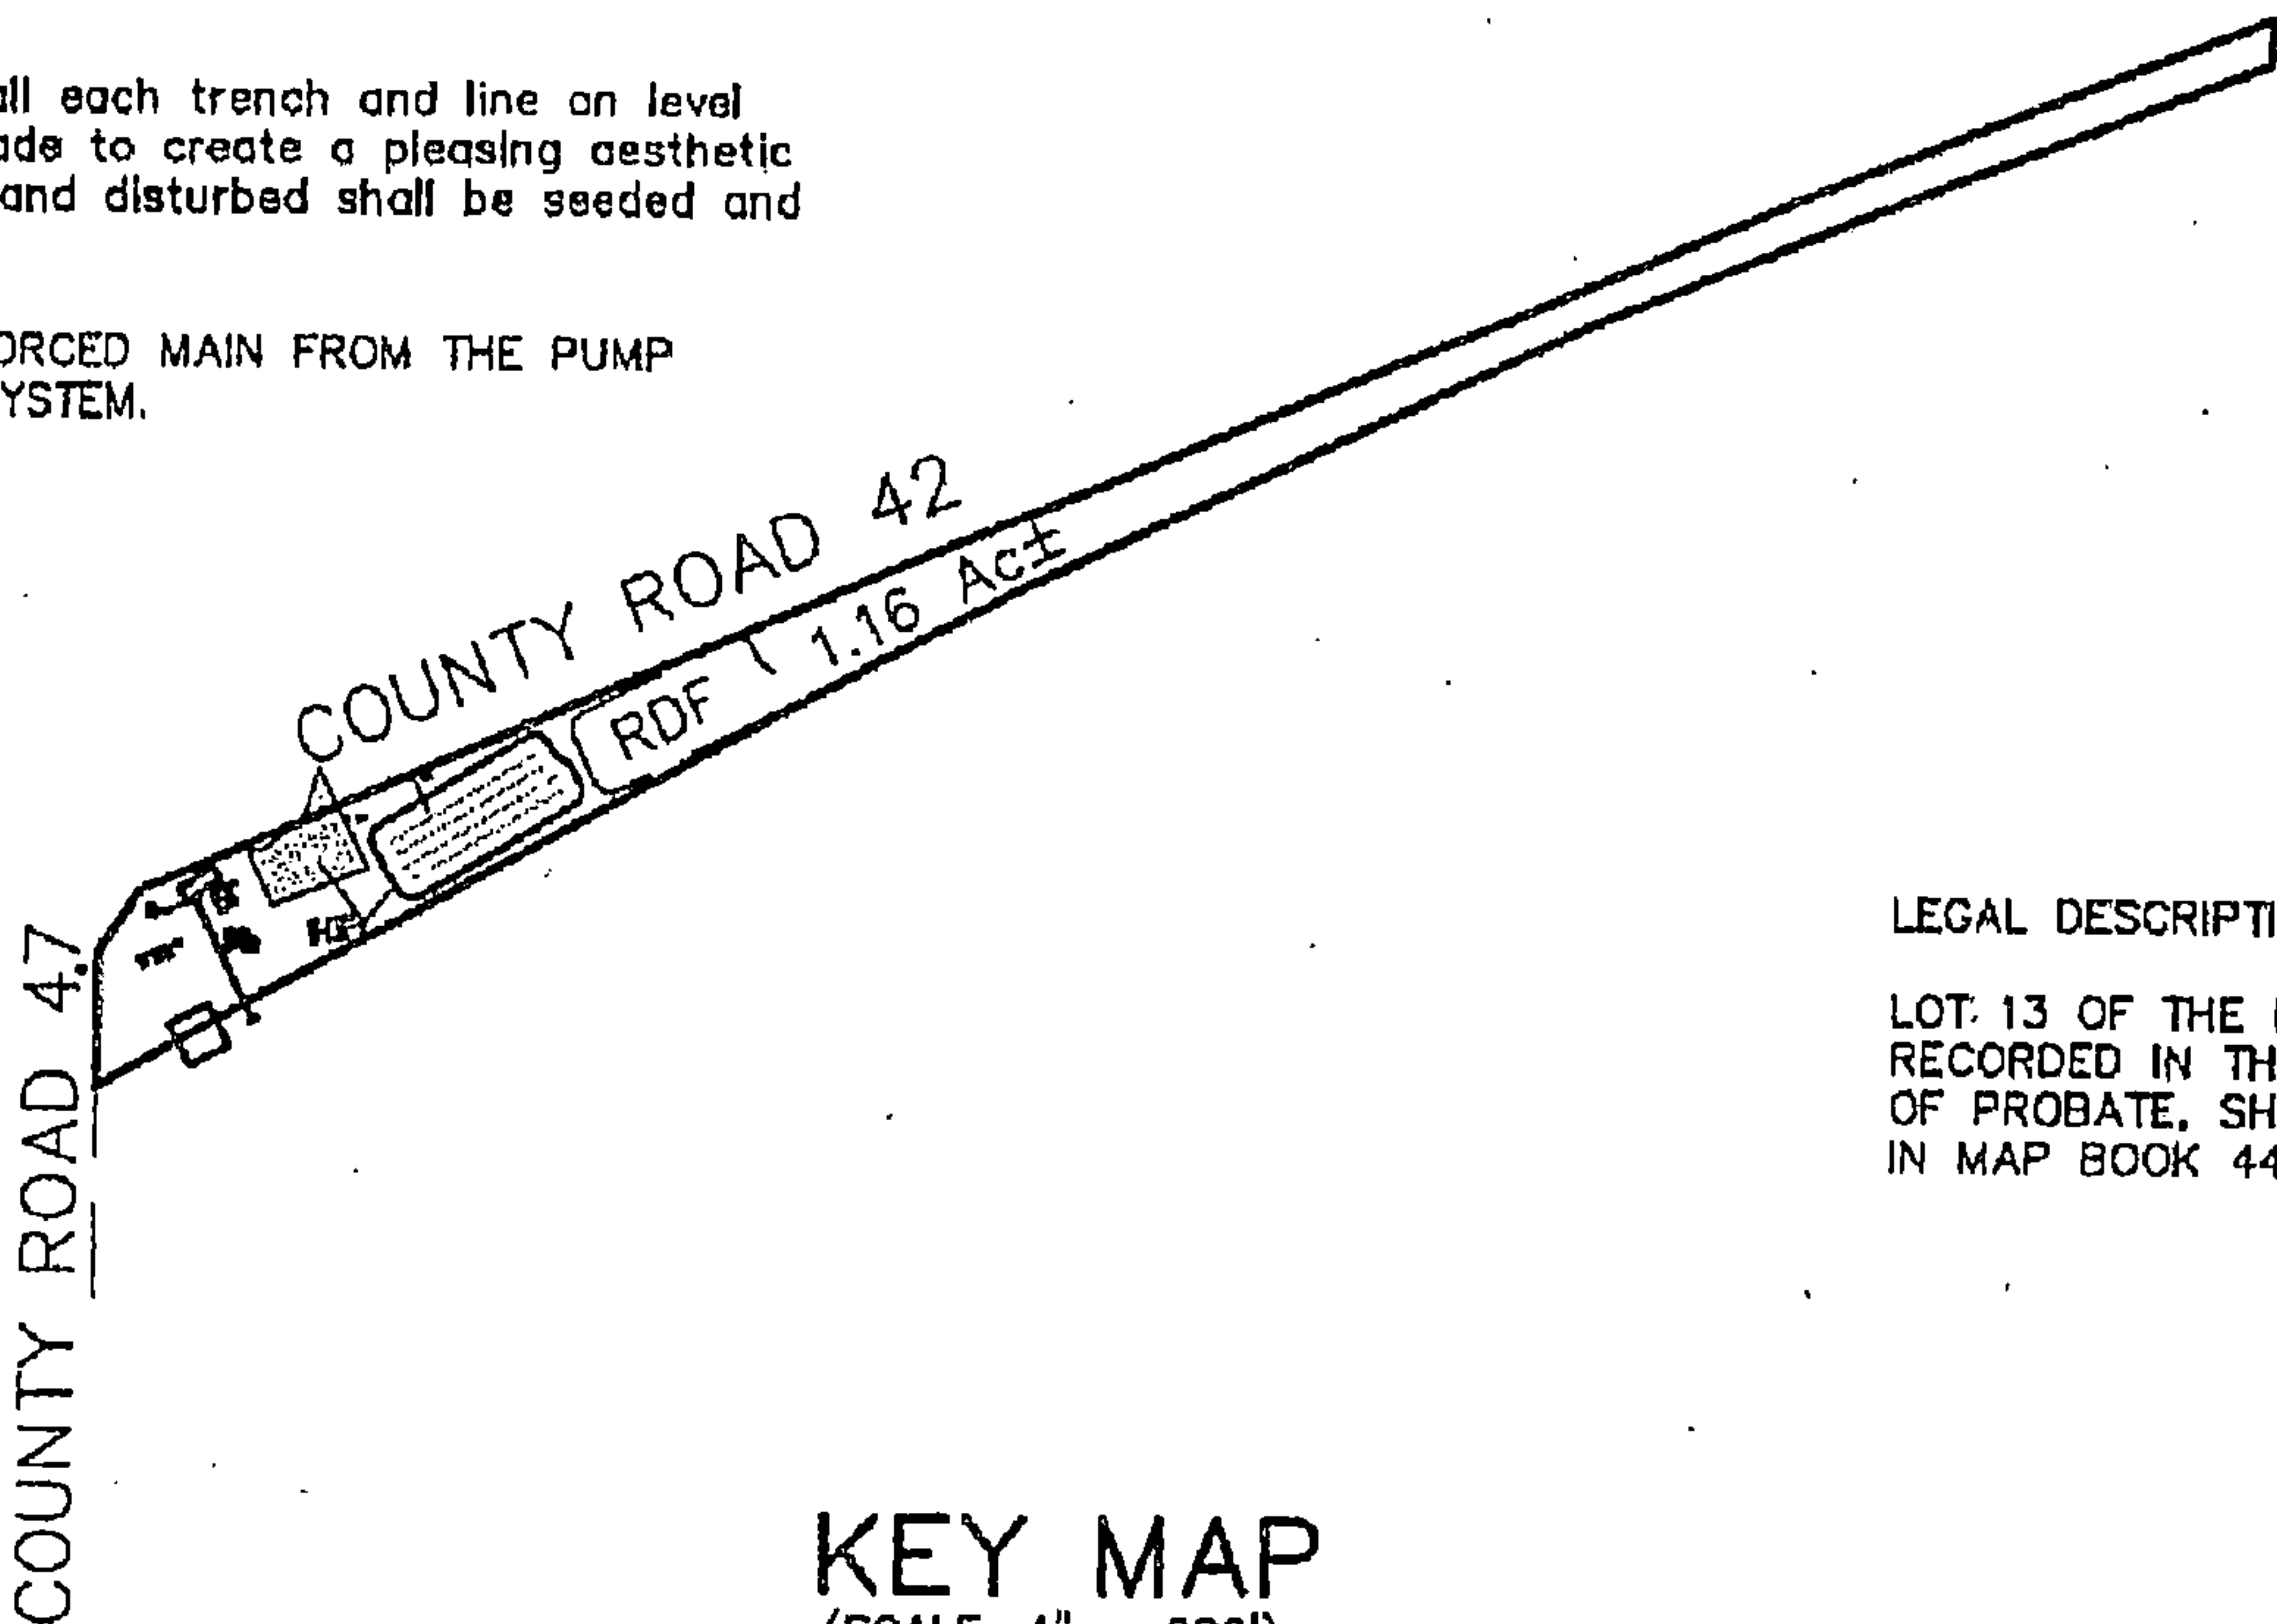 all each trench and line on level
ade to create a pleasing aesthetic
and disturbed shall be seeded and
ORCED MAIN FROM THE PUMP
YSTEM.
COUNTY ROAD 42
1.16 Ac±
RDF
COUNTY ROAD 47
LEGAL DESCRIPTI
LOT 13 OF THE
RECORDED IN TH
OF PROBATE, SH
IN MAP BOOK 44
KEY MAP